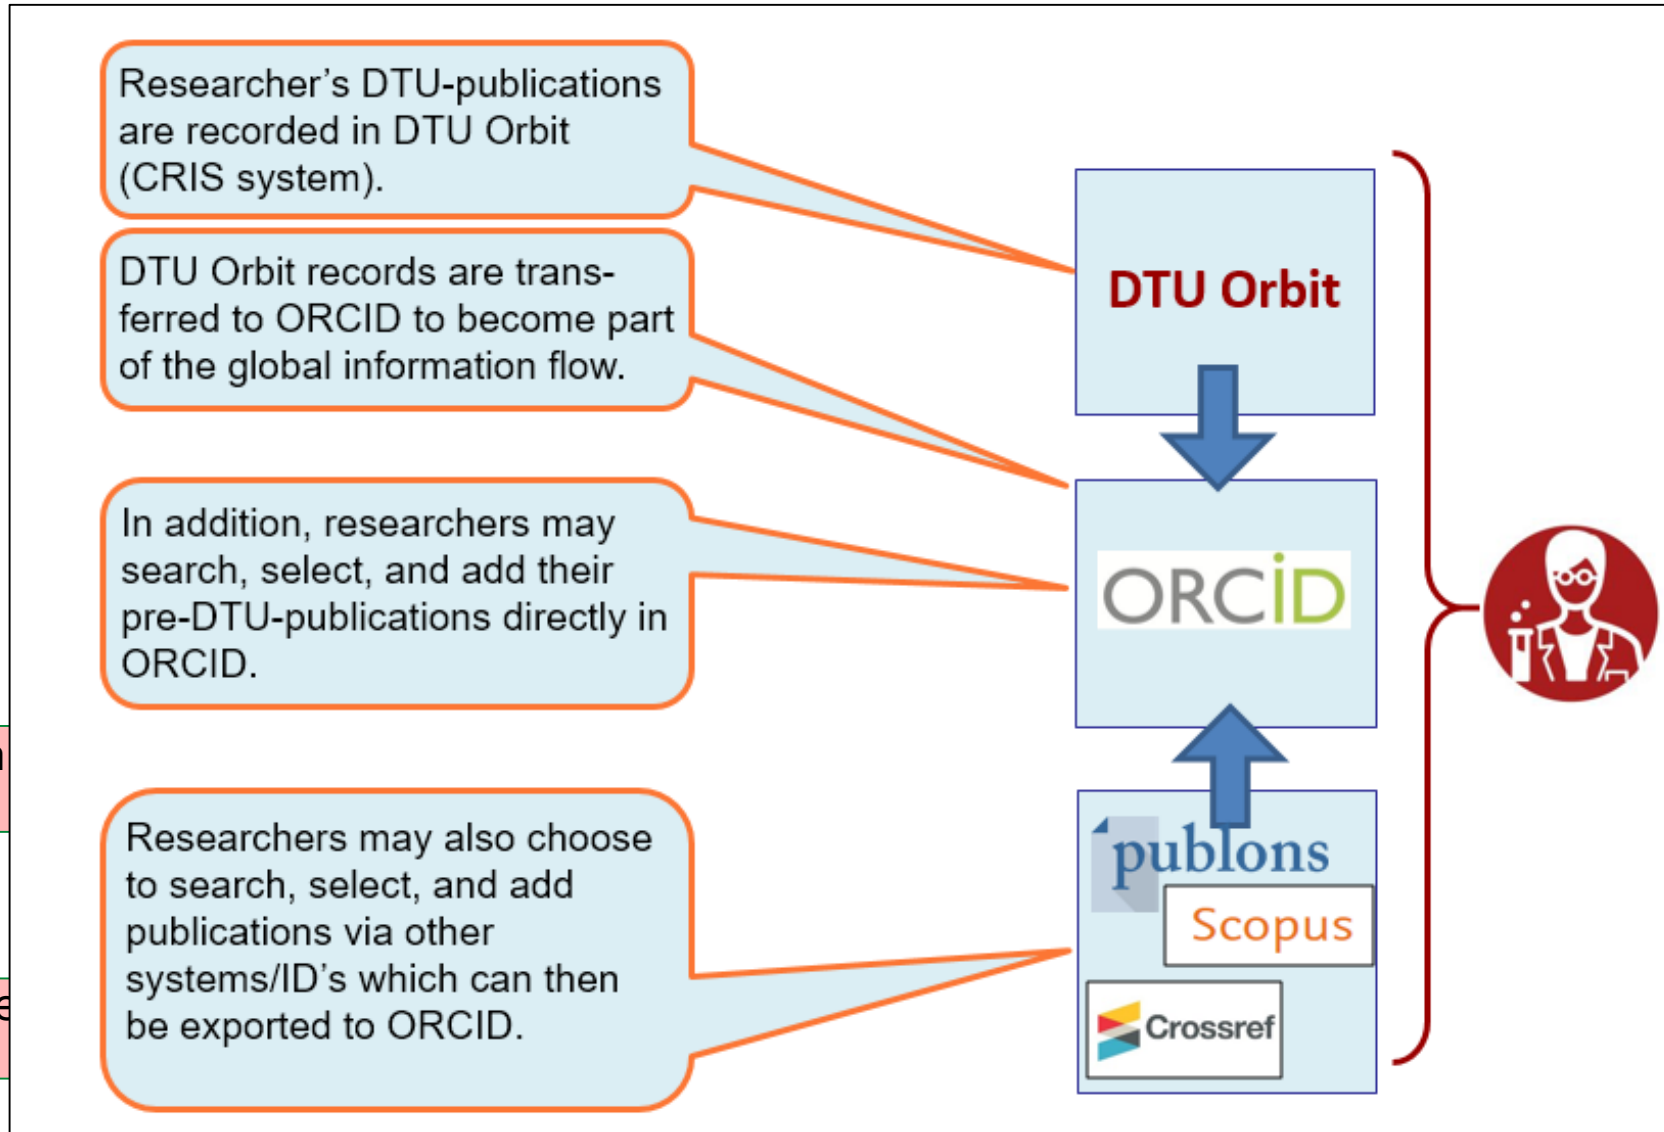 Researcher's DTU-publications
are recorded in DTU Orbit
(CRIS system).
DTU Orbit records are trans-
ferred to ORCID to become part
of the global information flow.
In addition, researchers may
search, select, and add their
pre-DTU-publications directly in
ORCID.
Researchers may also choose
to search, select, and add
publications via other
systems/ID's which can then
be exported to ORCID.
DTU Orbit
ORCID
publons
Scopus
Crossref